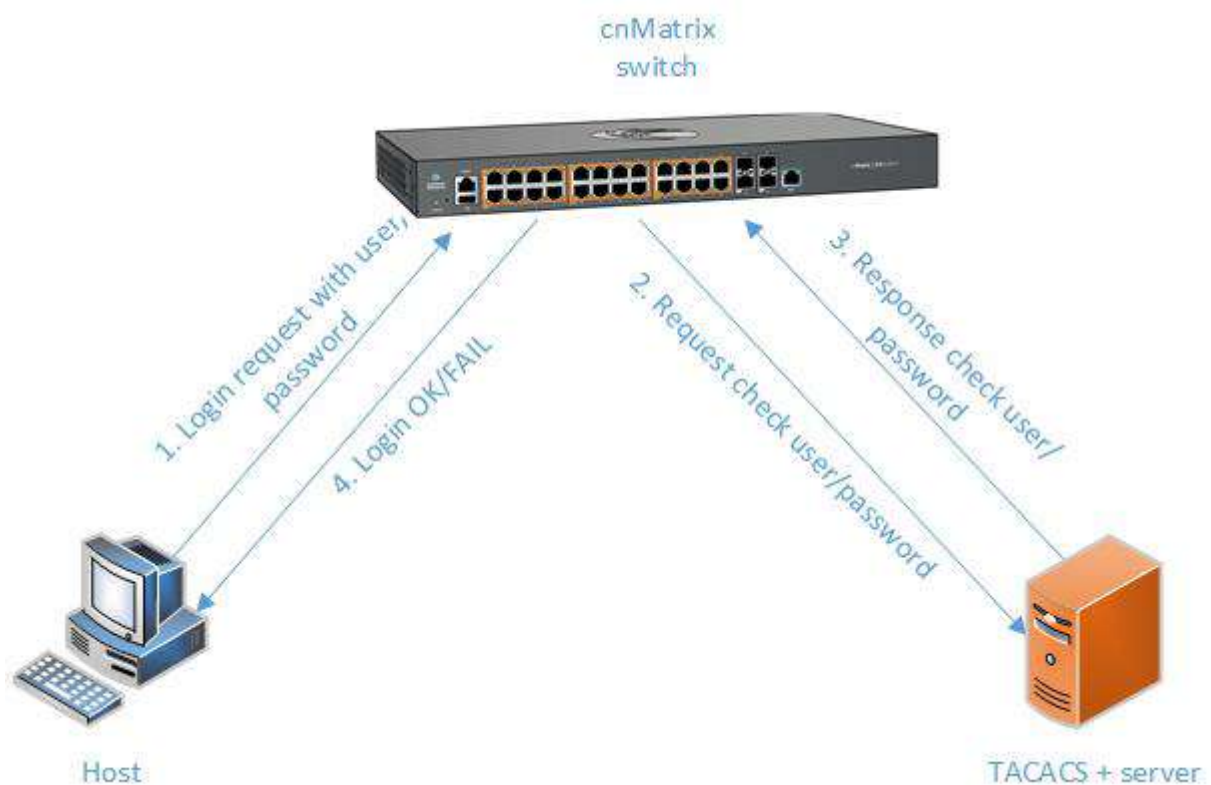 cnMatrix
switch
1. Login request with user,
password
4. Login OK/FAIL
2. Request check user/password
3. Response check user/
password
Host
TACACS + server